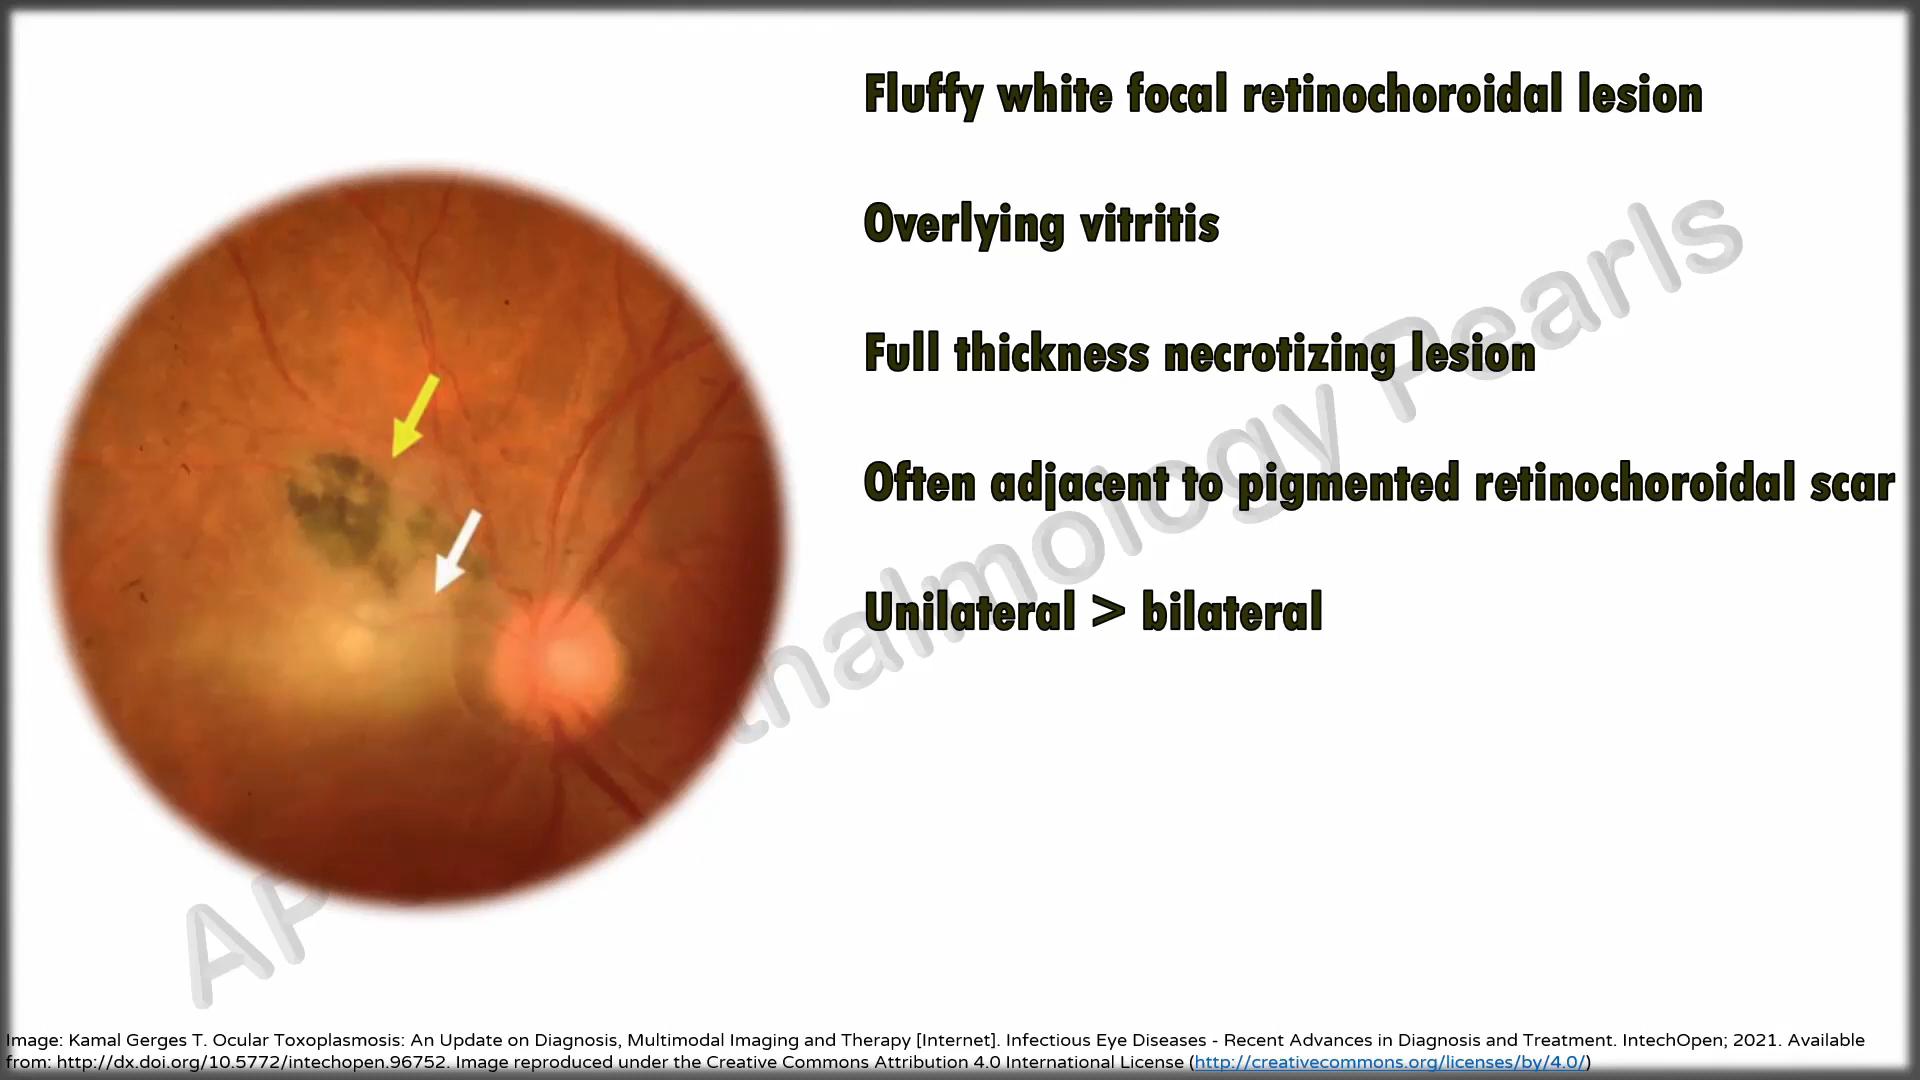 Fluffy white focal retinochoroidal lesion
Overlying vitritis
Full thickness necrotizing lesion
Often adjacent to pigmented retinochoroidal scar
Unilateral > bilateral
Image: Kamal Gerges T. Ocular Toxoplasmosis: An Update on Diagnosis, Multimodal Imaging and Therapy [Internet]. Infectious Eye Diseases - Recent Advances in Diagnosis and Treatment. IntechOpen; 2021. Available
from: http://dx.doi.org/10.5772/intechopen.96752. Image reproduced under the Creative Commons Attribution 4.0 International License (http://creativecommons.org/licenses/by/4.0/)
Pearls